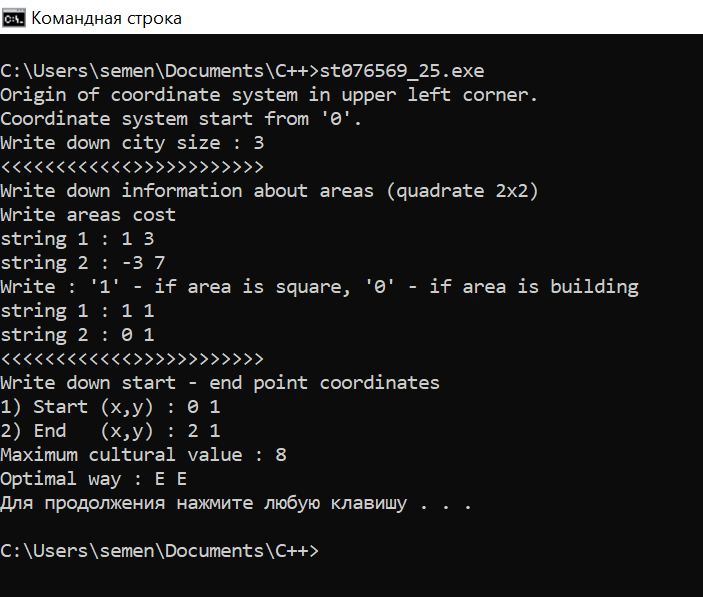 Командная строка
C:\Users\semen\Documents\C++>st076569_25.exe
Origin of coordinate system in upper left corner.
Coordinate system start from '0'.
Write down city size : 3
<<<<<<<<<<<<>>>>>>>>>>>>
Write down information about areas (quadrate 2x2)
Write areas cost
string 1 : 1 3
string 2 : -3 7
Write : '1' - if area is square, '0' - if area is building
string 1 : 1 1
string 2 : 0 1
<<<<<<<<<<<<>>>>>>>>>>>>
Write down start - end point coordinates
1) Start (x,y) : 0 1
2) End   (x,y) : 2 1
Maximum cultural value : 8
Optimal way : E E
Для продолжения нажмите любую клавишу . . .
C:\Users\semen\Documents\C++>